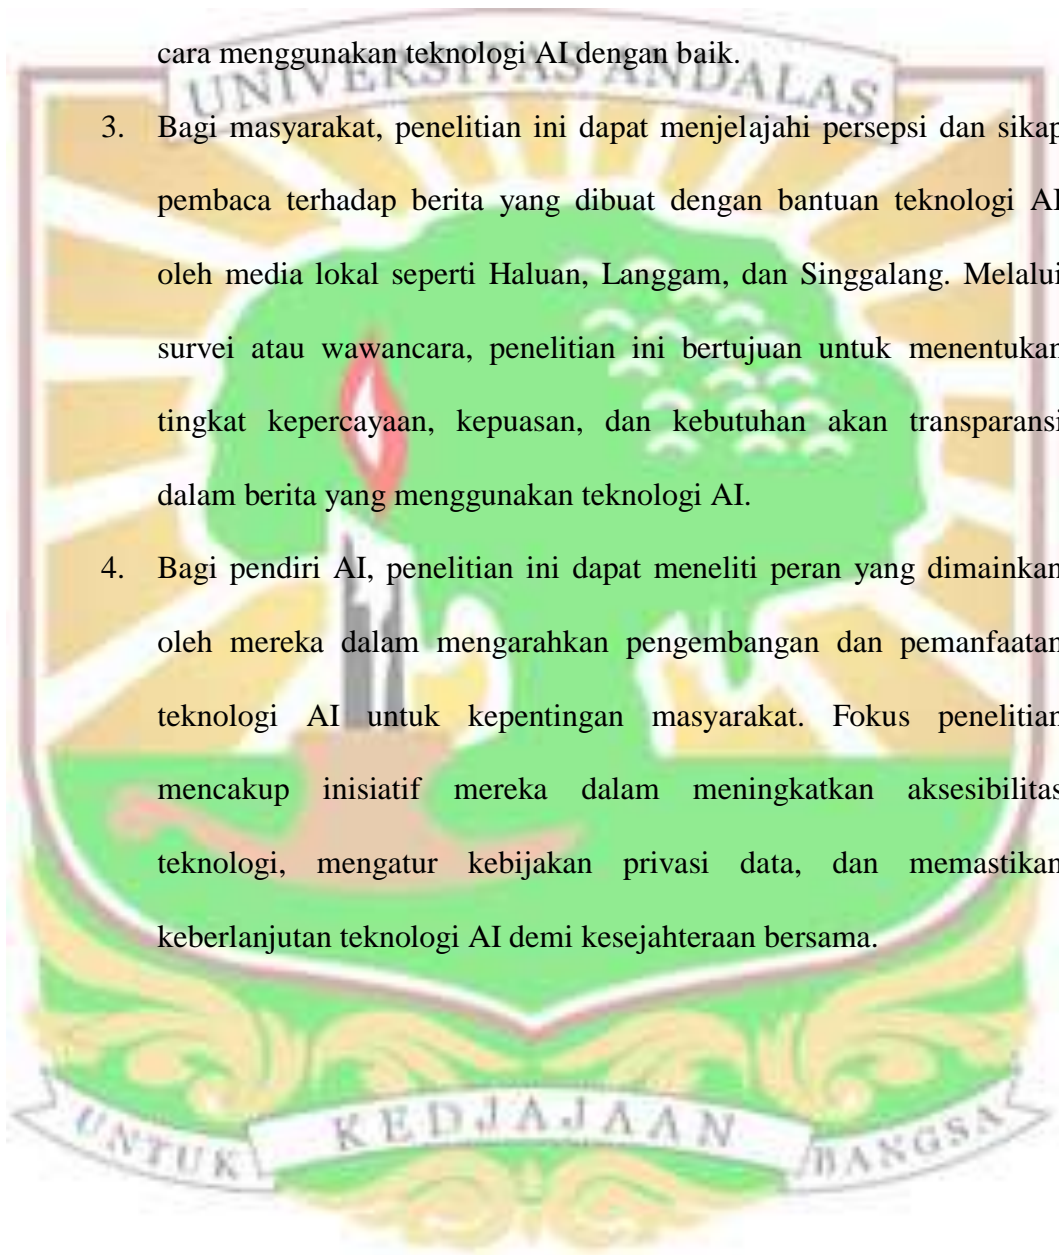 cara menggunakan teknologi AI dengan baik.
UNIVERSITAS ANDALAS
3. Bagi masyarakat, penelitian ini dapat menjelajahi persepsi dan sikap
pembaca terhadap berita yang dibuat dengan bantuan teknologi AI
oleh media lokal seperti Haluan, Langgam, dan Singgalang. Melalui
survei atau wawancara, penelitian ini bertujuan untuk menentukan
tingkat kepercayaan, kepuasan, dan kebutuhan akan transparansi
dalam berita yang menggunakan teknologi AI.
4. Bagi pendiri AI, penelitian ini dapat meneliti peran yang dimainkan
oleh mereka dalam mengarahkan pengembangan dan pemanfaatan
teknologi AI untuk kepentingan masyarakat. Fokus penelitian
mencakup inisiatif mereka dalam meningkatkan aksesibilitas
teknologi, mengatur kebijakan privasi data, dan memastikan
keberlanjutan teknologi AI demi kesejahteraan bersama.
UNTUK KEDJAJAAN BANGSA